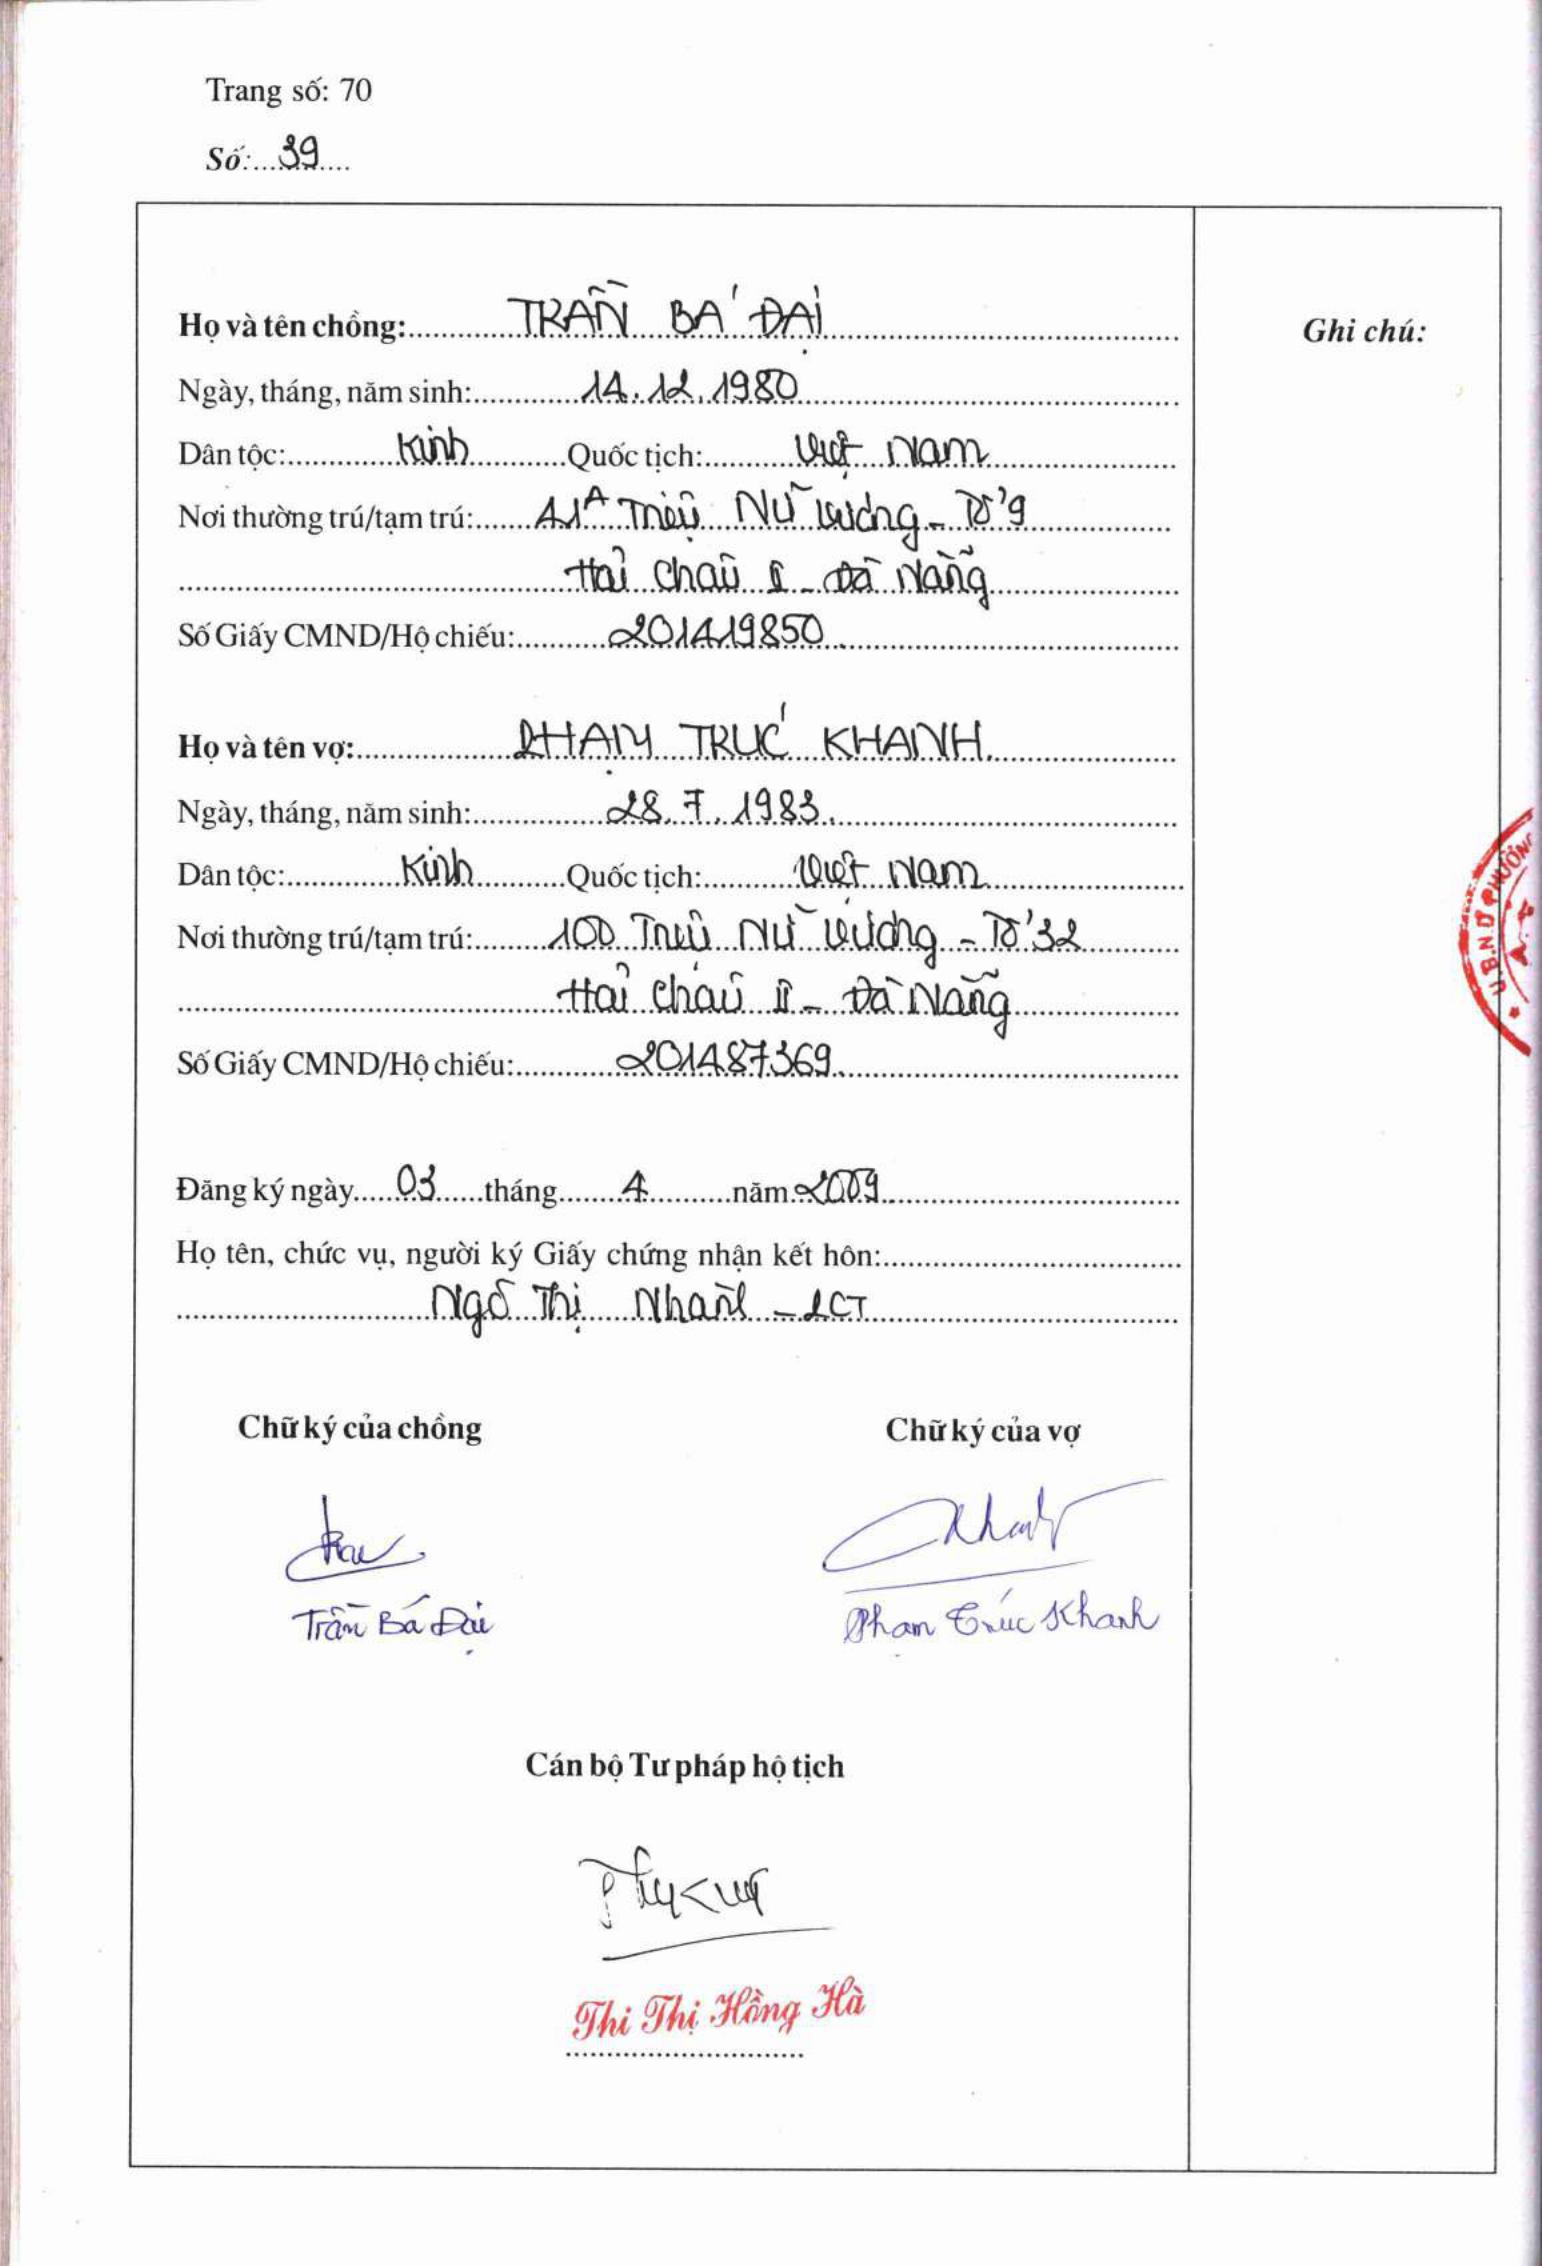 Trang số: 70
Số: 39
Họ và tên chồng: TRẦN BÁ ĐẠI
Ghi chú:
Ngày, tháng, năm sinh: 14.12.1980
Dân tộc: Kinh Quốc tịch: Việt Nam
Nơi thường trú/tạm trú: 41A Triệu Nữ Vương - Tổ 9
Hải Châu II - Đà Nẵng
Số Giấy CMND/Hộ chiếu: 201419850
Họ và tên vợ: PHẠM TRÚC KHANH
Ngày, tháng, năm sinh: 28.7.1983
Dân tộc: Kinh Quốc tịch: Việt Nam
Nơi thường trú/tạm trú: 100 Triệu Nữ Vương - Tổ 32
Hải Châu II - Đà Nẵng
U.B.N.D PHƯỜNG
Số Giấy CMND/Hộ chiếu: 201487369
Đăng ký ngày 03 tháng 4 năm 2009
Họ tên, chức vụ, người ký Giấy chứng nhận kết hôn:
Ngô Thị Nhàn - PCT
Chữ ký của chồng Chữ ký của vợ
Khanh
Trần Bá Đại Phạm Trúc Khanh
Cán bộ Tư pháp hộ tịch
Thi Thị Hồng Hà